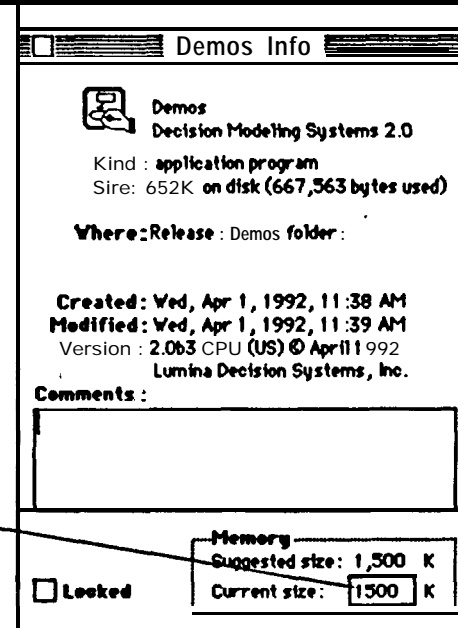 Demos Info
Demos
Decision Modeling Systems 2.0
Kind : application program
Sire: 652K on disk (667,563 bytes used)
Where: Release : Demos folder :
Created: Wed, Apr 1, 1992, 11:38 AM
Modified: Wed, Apr 1, 1992, 11:39 AM
Version : 2.0b3 CPU (US) © April 1992
Lumina Decision Systems, Inc.
Comments :
Memory
Suggested size: 1,500 K
Locked
Current size: 1500 K